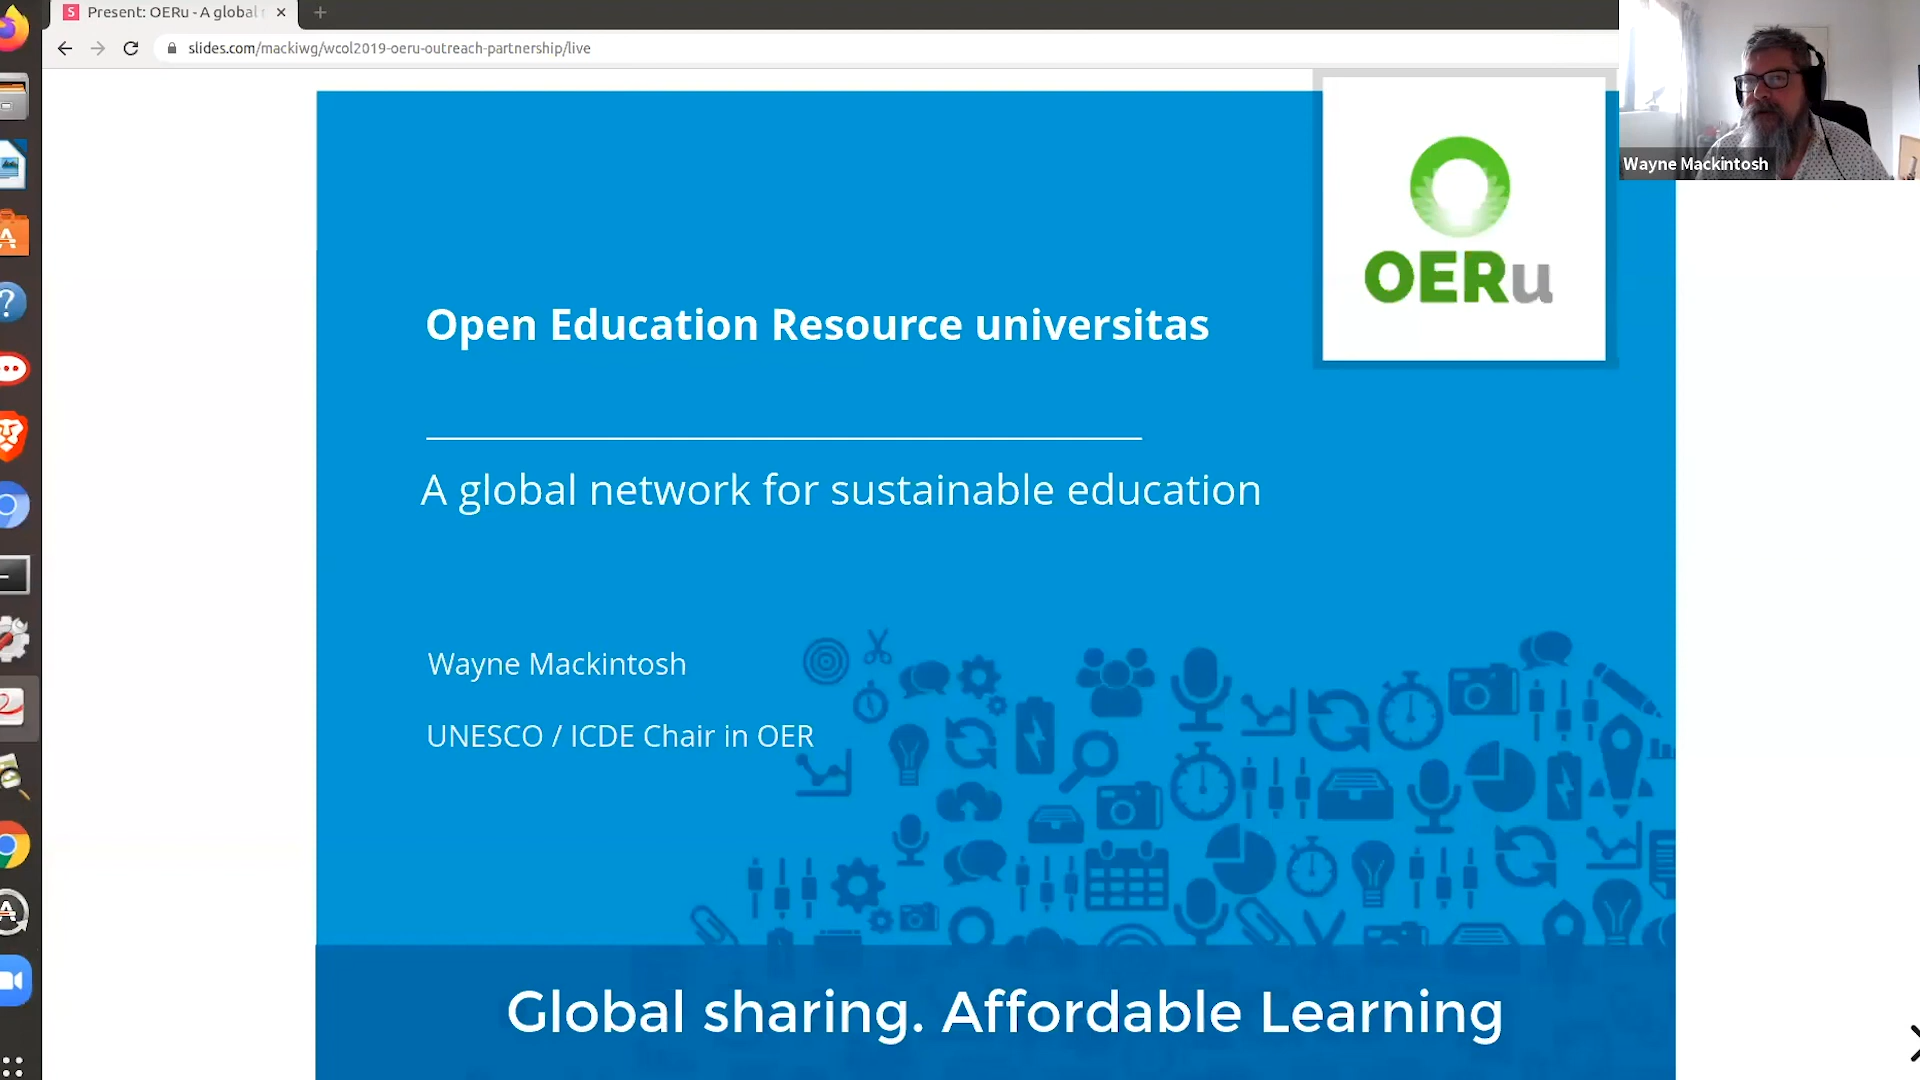 Present: OERu - A global
slides.com/mackiwg/wcol2019-oeru-outreach-partnership/live
Wayne Mackintosh
OERu
Open Education Resource universitas
A global network for sustainable education
Wayne Mackintosh
UNESCO / ICDE Chair in OER
Global sharing. Affordable Learning